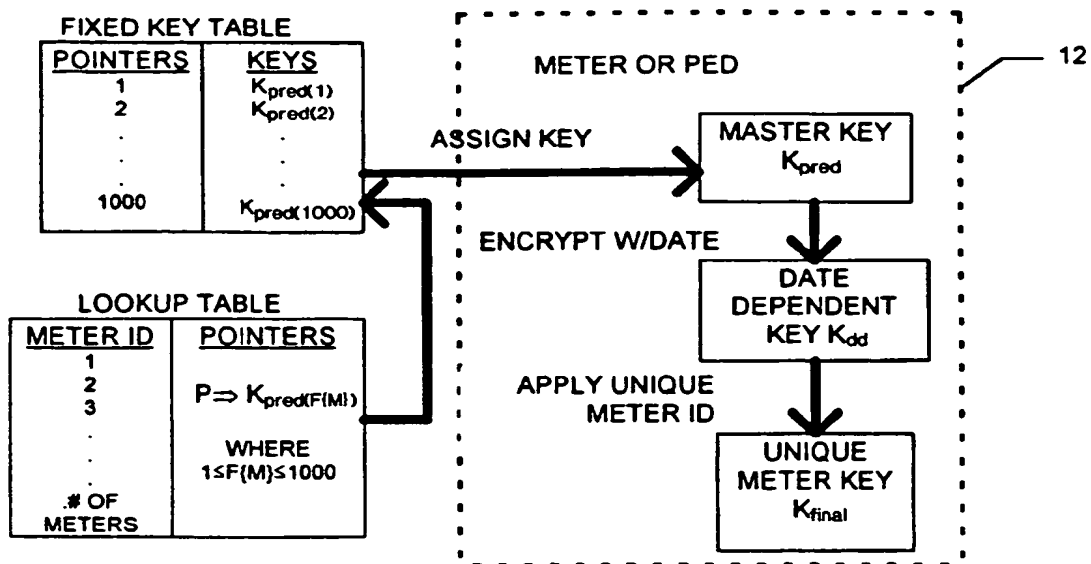 FIXED KEY TABLE
POINTERS KEYS
1 Kpred(1)
2 Kpred(2)
. .
. .
. .
1000 Kpred(1000)
LOOKUP TABLE
METER ID POINTERS
1
2
3
P⇒ Kpred(F{M})
WHERE
1≤F{M}≤1000
.
.
.
.# OF
METERS
METER OR PED
12
ASSIGN KEY
MASTER KEY
Kpred
ENCRYPT W/DATE
DATE
DEPENDENT
KEY Kdd
APPLY UNIQUE
METER ID
UNIQUE
METER KEY
Kfinal